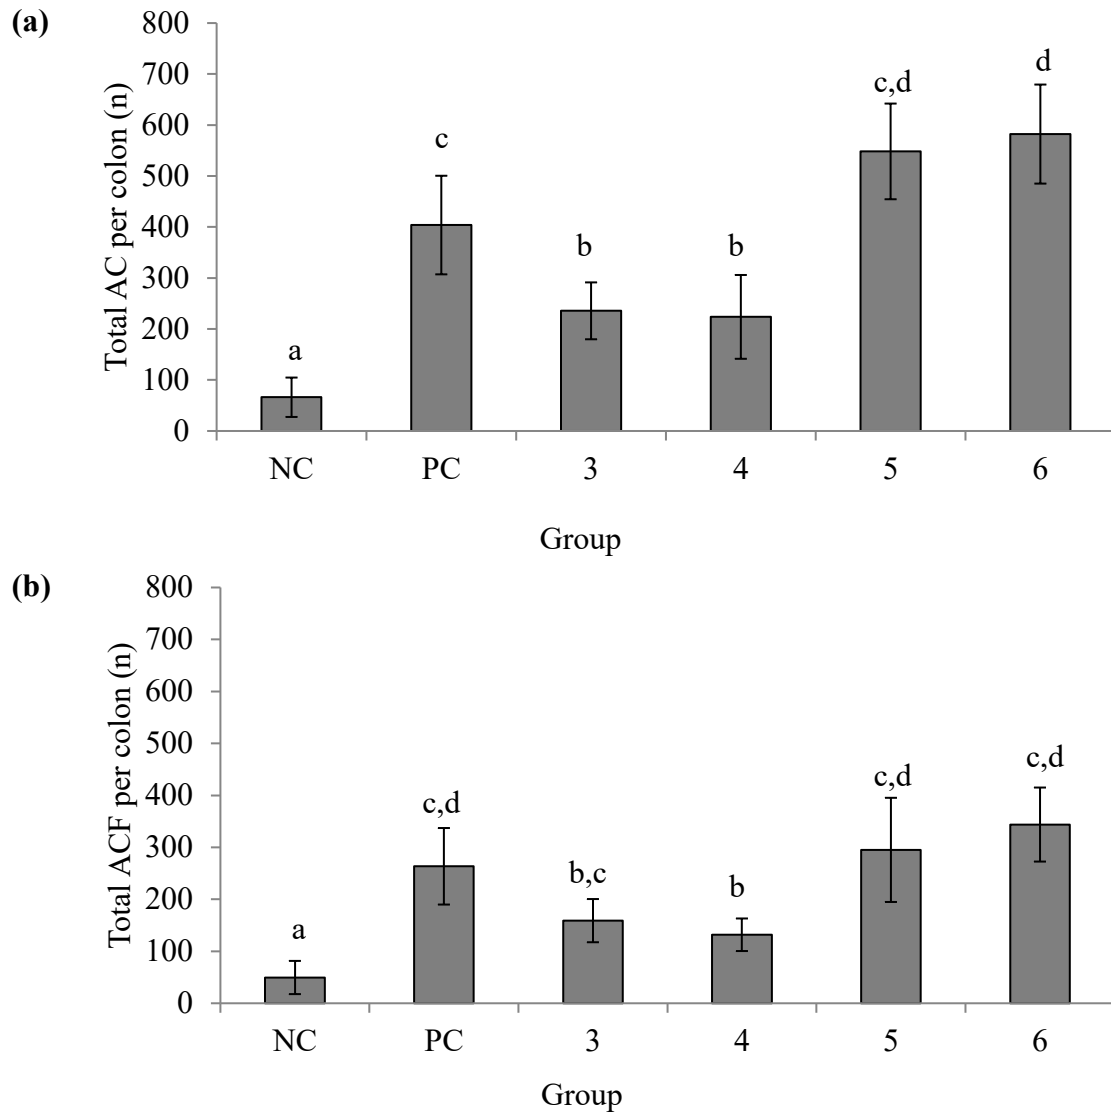 (a)
Total AC per colon (n)
800
700
600
500
400
300
200
100
0
a
c
b
b
c,d
d
NC PC 3 4 5 6
Group
(b)
Total ACF per colon (n)
800
700
600
500
400
300
200
100
0
a
c,d
b,c
b
c,d
c,d
NC PC 3 4 5 6
Group